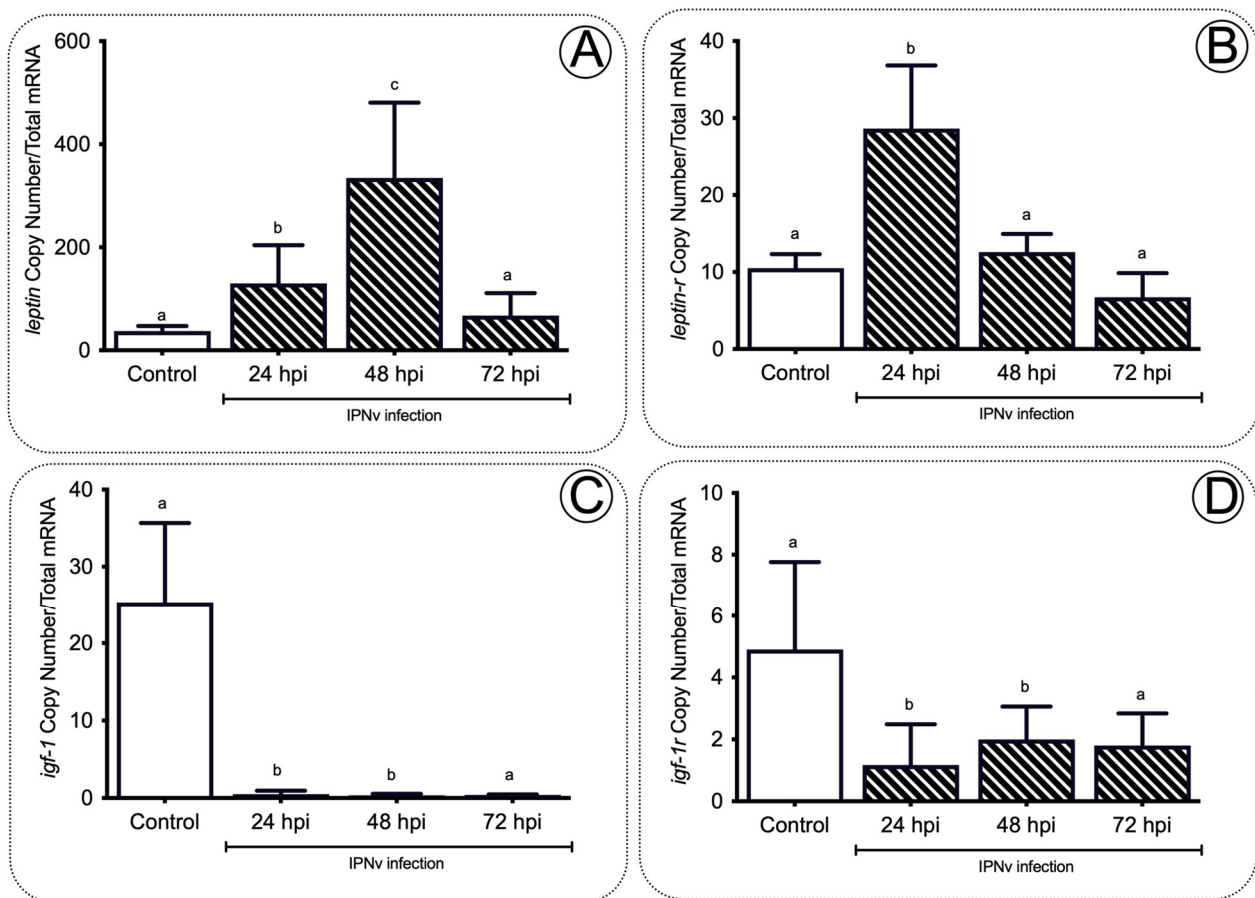 A
leptin Copy Number/Total mRNA
600
400
200
0
a
b
c
a
Control
24 hpi
48 hpi
72 hpi
IPNv infection
B
leptin-r Copy Number/Total mRNA
40
30
20
10
0
a
b
a
a
Control
24 hpi
48 hpi
72 hpi
IPNv infection
C
igf-1 Copy Number/Total mRNA
40
30
20
10
0
a
b
b
a
Control
24 hpi
48 hpi
72 hpi
IPNv infection
D
igf-1r Copy Number/Total mRNA
10
8
6
4
2
0
a
b
b
a
Control
24 hpi
48 hpi
72 hpi
IPNv infection